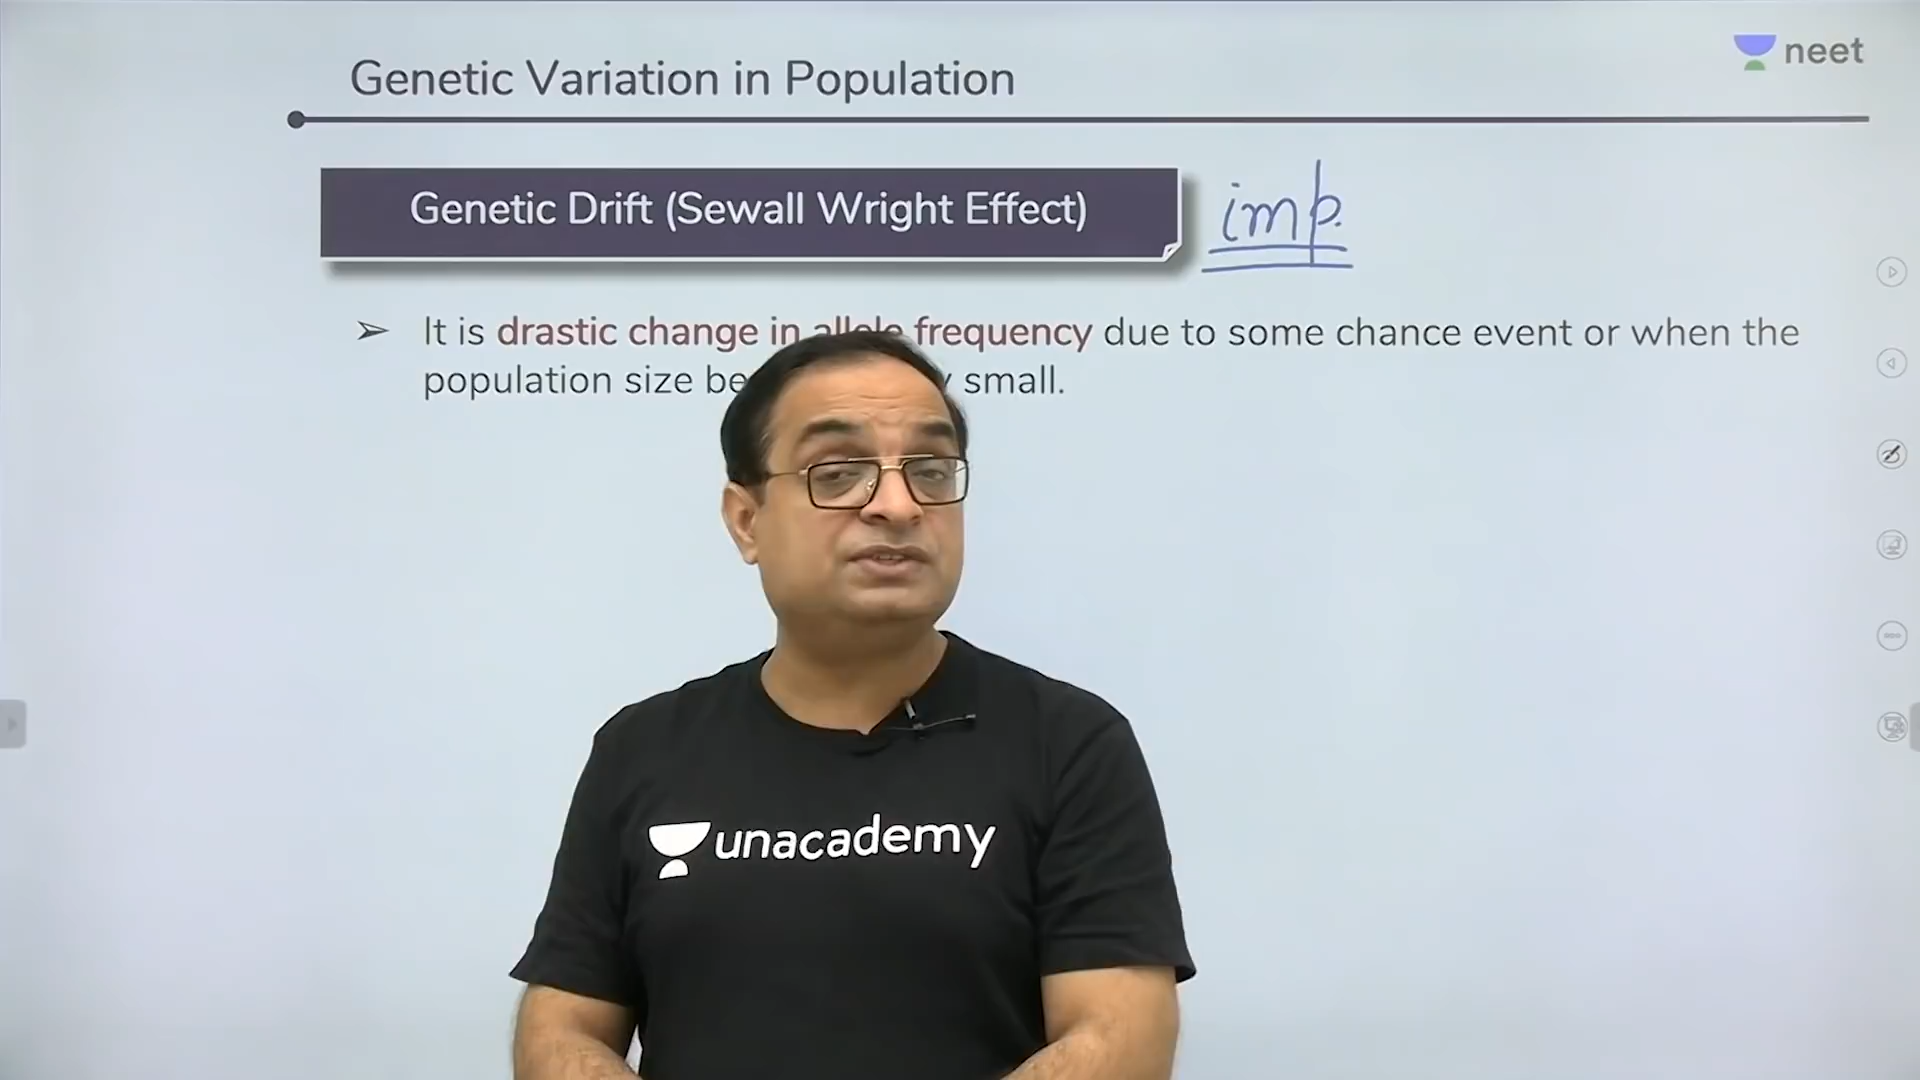 neet
Genetic Variation in Population
Genetic Drift (Sewall Wright Effect)
imp.
➢ It is drastic change in allele frequency due to some chance event or when the
population size small.
unacademy